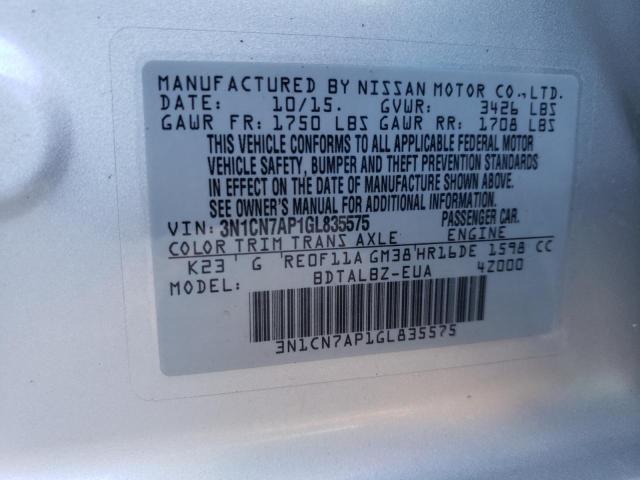 MANUFACTURED BY NISSAN MOTOR CO.,LTD.
DATE: 10/15. GVWR: 3426 LBS
GAWR FR: 1750 LBS GAWR RR: 1708 LBS
THIS VEHICLE CONFORMS TO ALL APPLICABLE FEDERAL MOTOR
VEHICLE SAFETY, BUMPER AND THEFT PREVENTION STANDARDS
IN EFFECT ON THE DATE OF MANUFACTURE SHOWN ABOVE.
SEE OWNER'S MANUAL FOR ADDITIONAL INFORMATION.
VIN: 3N1CN7AP1GL835575 PASSENGER CAR.
COLOR TRIM TRANS AXLE ENGINE
K23 G RE0F11A GM38 HR16DE 1598 CC
BDTALBZ-EUA 4Z000
3N1CN7AP1GL835575